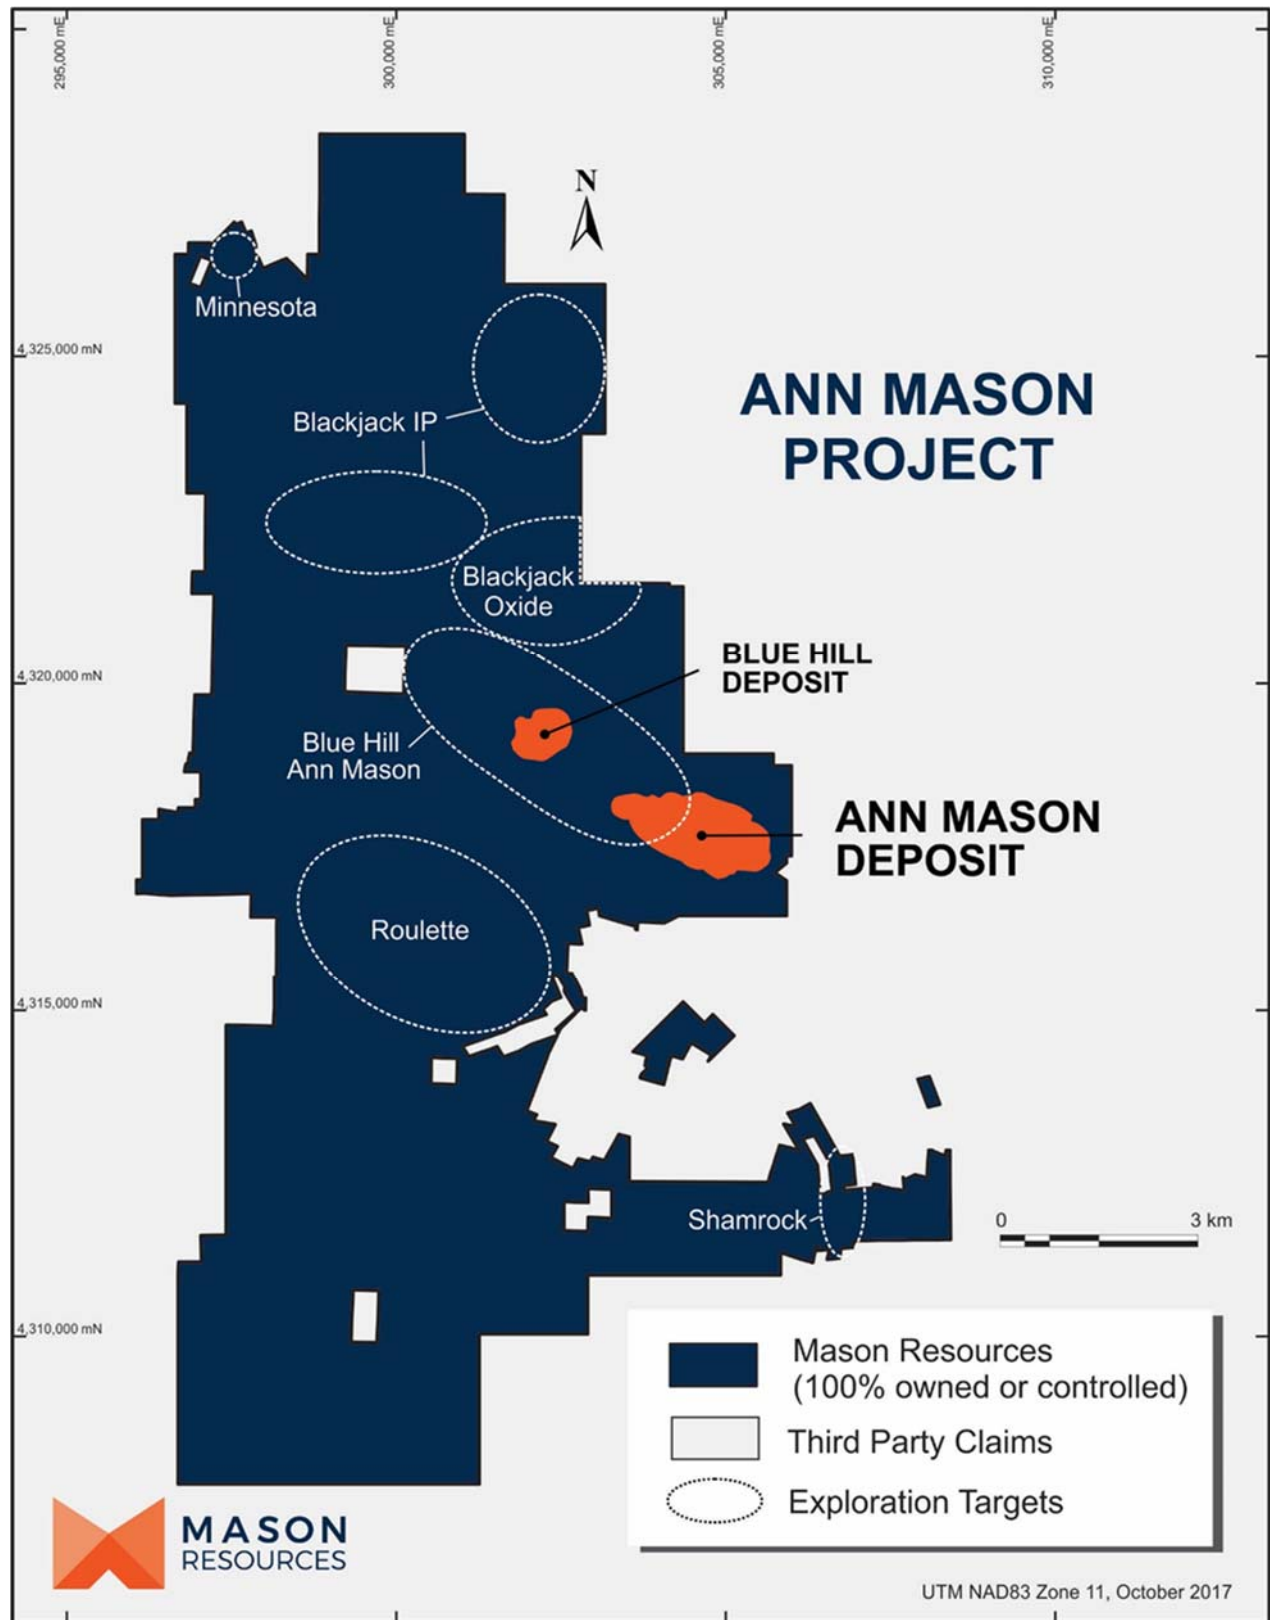 295,000 mE
300,000 mE
305,000 mE
310,000 mE
N
Minnesota
4,325,000 mN
ANN MASON
PROJECT
Blackjack IP
Blackjack
Oxide
BLUE HILL
DEPOSIT
4,320,000 mN
Blue Hill
Ann Mason
ANN MASON
DEPOSIT
Roulette
4,315,000 mN
Shamrock
0 3 km
4,310,000 mN
Mason Resources
(100% owned or controlled)
Third Party Claims
Exploration Targets
MASON
RESOURCES
UTM NAD83 Zone 11, October 2017